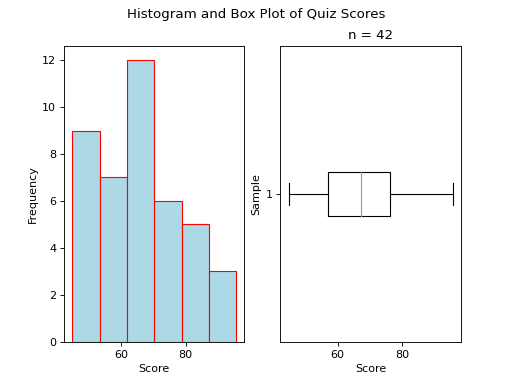 Histogram and Box Plot of Quiz Scores
n = 42
12
10
8
6
4
2
0
Frequency
60 80
Score
Sample
1
60 80
Score